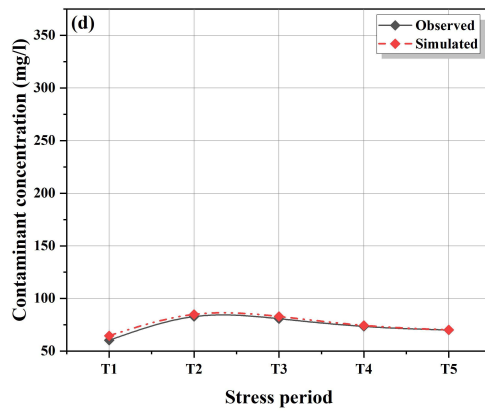 (d)
Observed
Simulated
Contaminant concentration (mg/l)
350
300
250
200
150
100
50
T1 T2 T3 T4 T5
Stress period